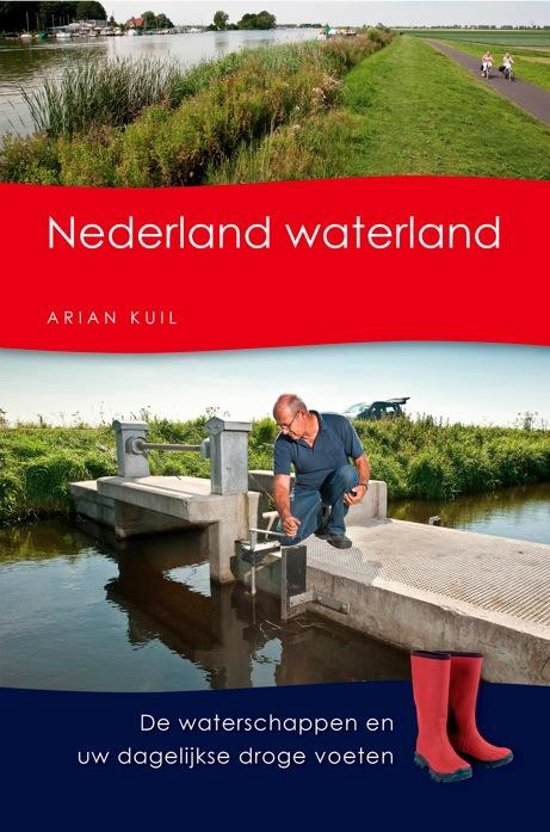 Nederland waterland
ARIAN KUIL
De waterschappen en
uw dagelijkse droge voeten